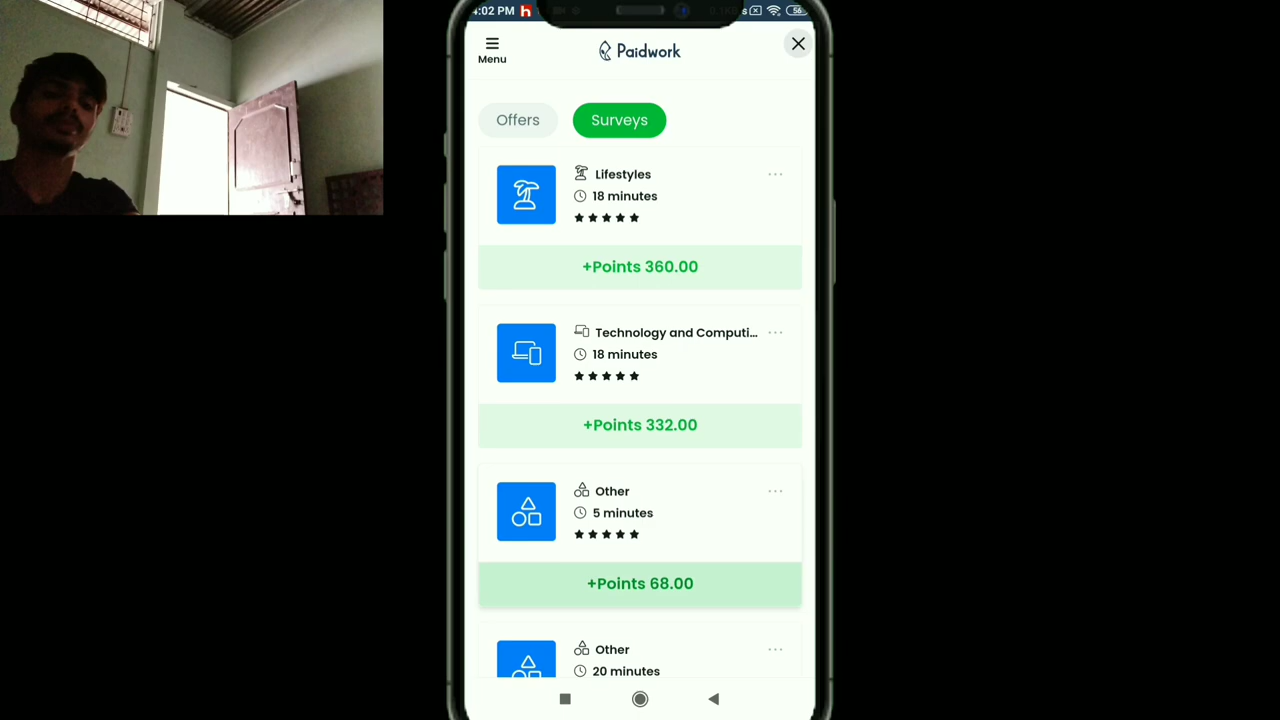 :02 PM
Menu
Paidwork
Offers
Surveys
Lifestyles
18 minutes
+Points 360.00
Technology and Computi...
18 minutes
+Points 332.00
Other
5 minutes
+Points 68.00
Other
20 minutes